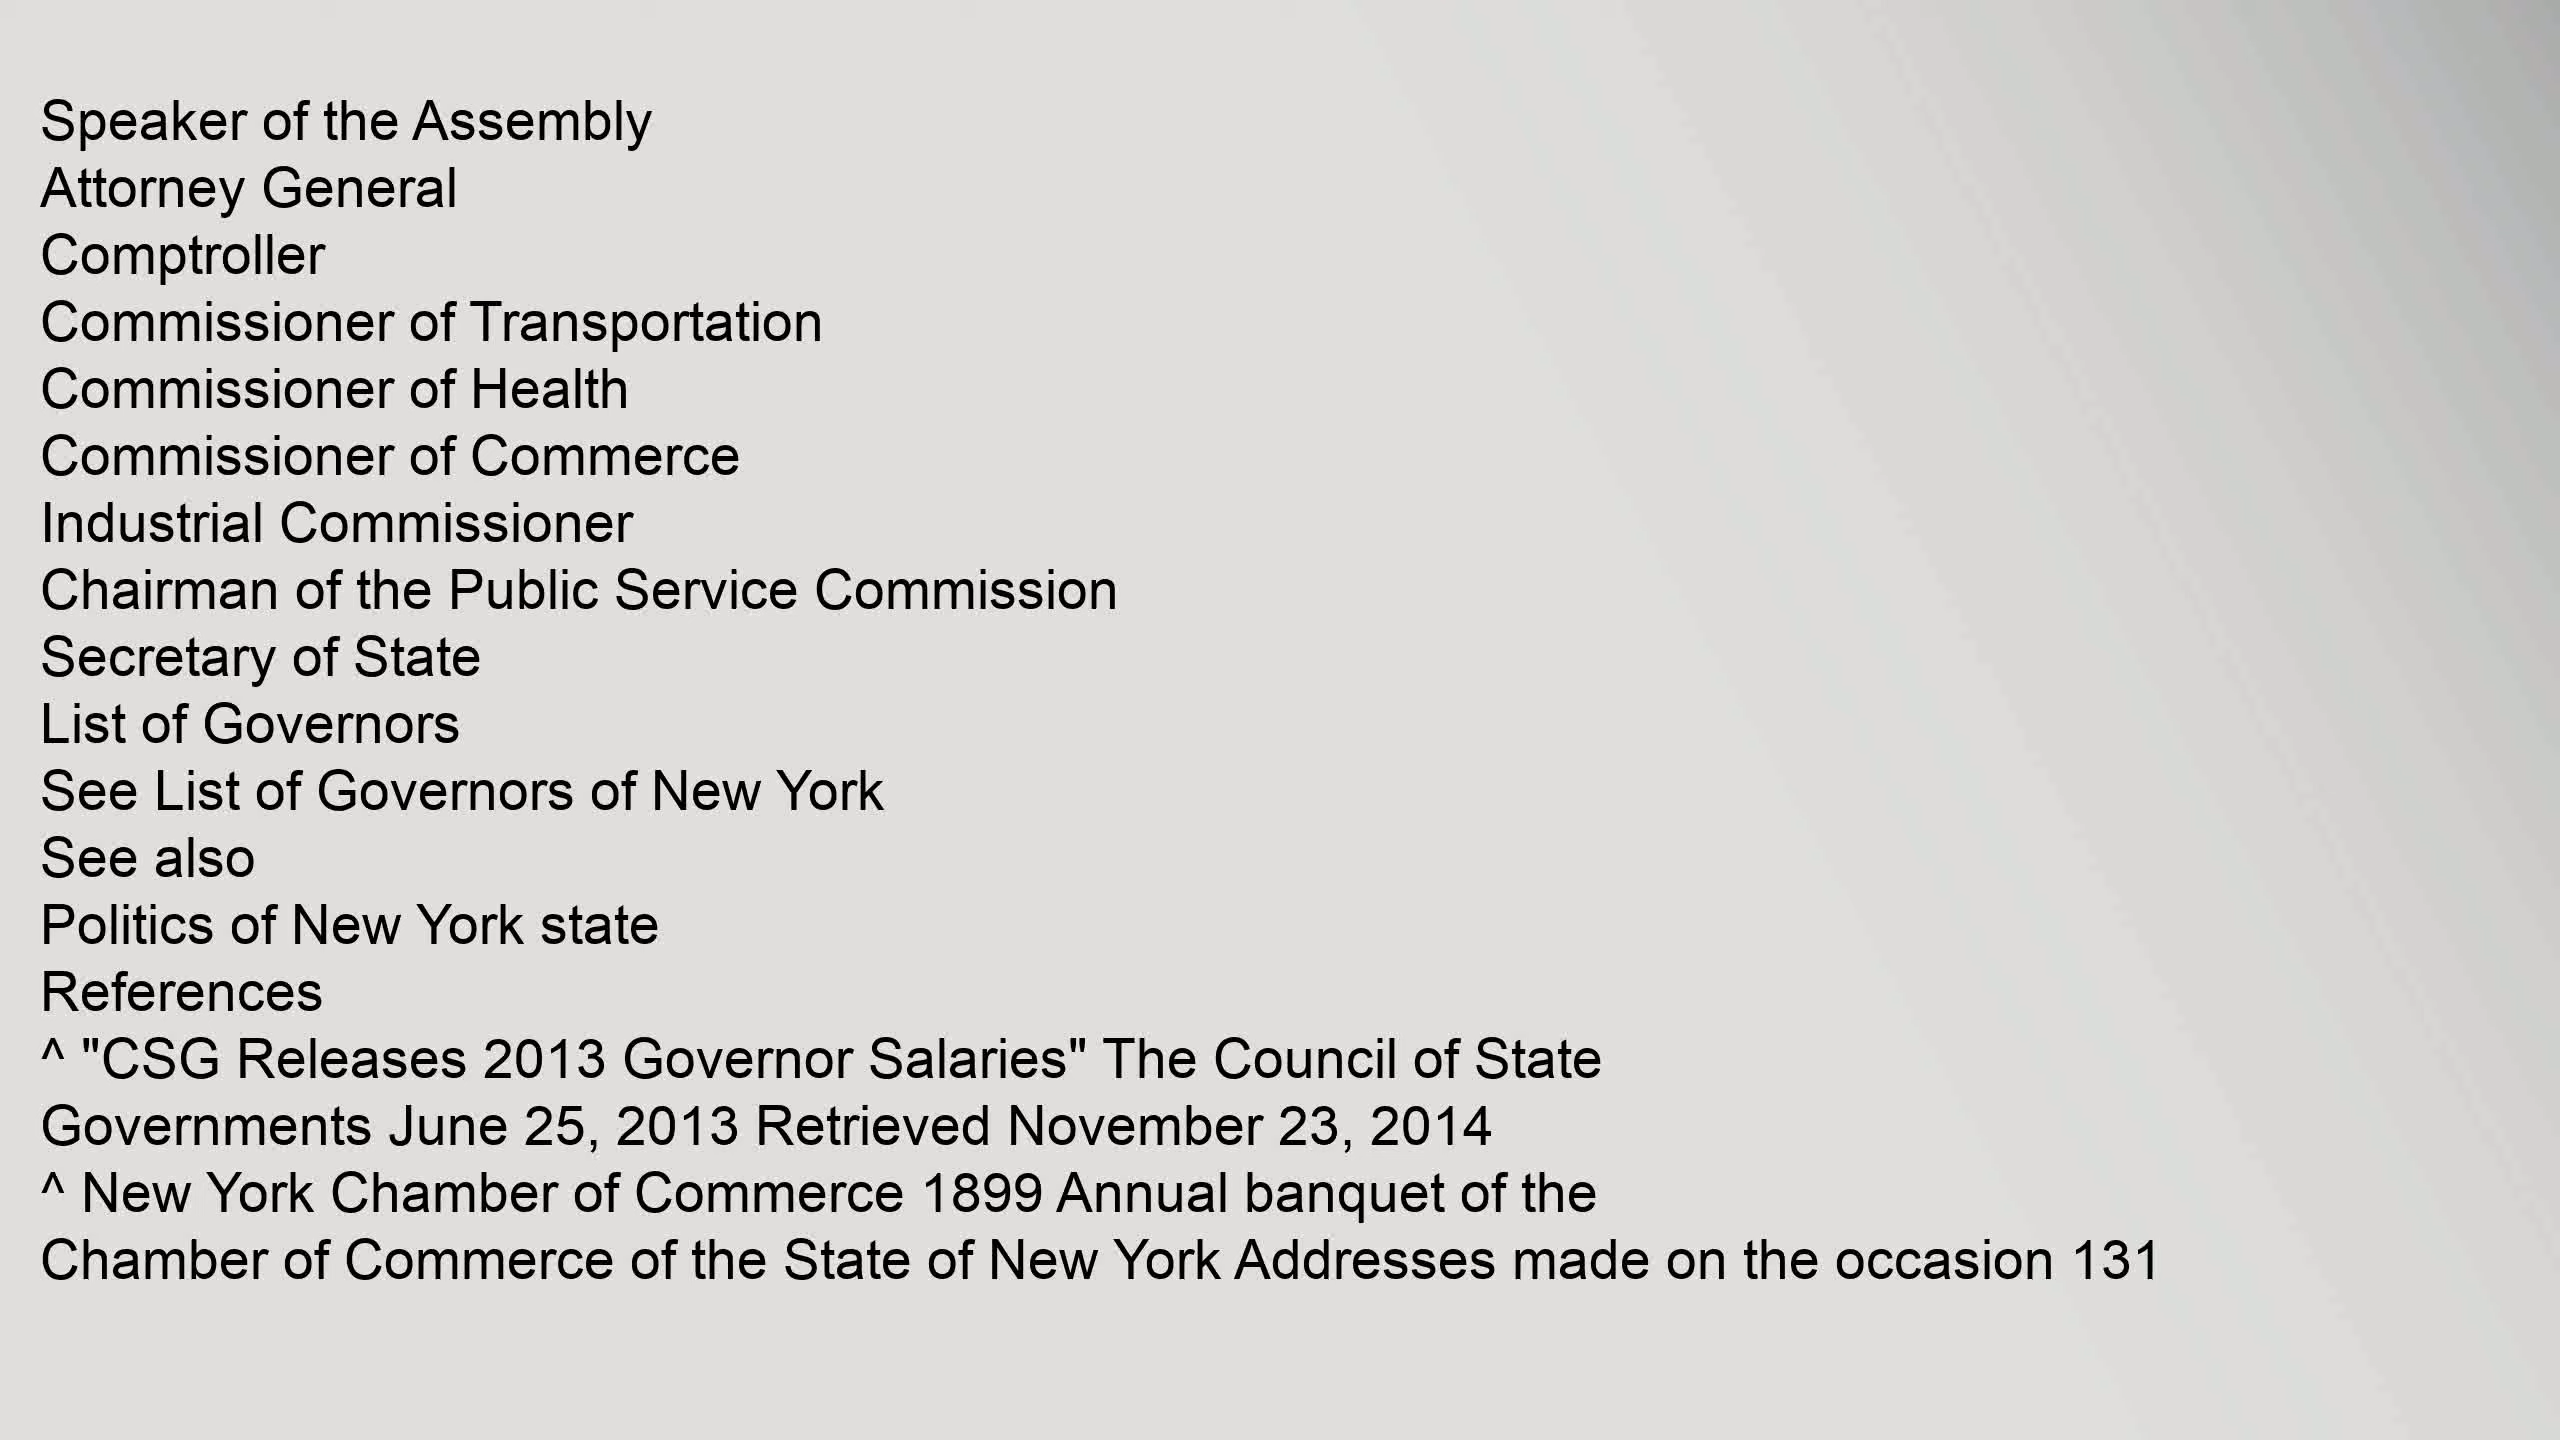 Speaker of the Assembly
Attorney General
Comptroller
Commissioner of Transportation
Commissioner of Health
Commissioner of Commerce
Industrial Commissioner
Chairman of the Public Service Commission
Secretary of State
List of Governors
See List of Governors of New York
See also
Politics of New York state
References
^ "CSG Releases 2013 Governor Salaries" The Council of State
Governments June 25, 2013 Retrieved November 23, 2014
^ New York Chamber of Commerce 1899 Annual banquet of the
Chamber of Commerce of the State of New York Addresses made on the occasion 131